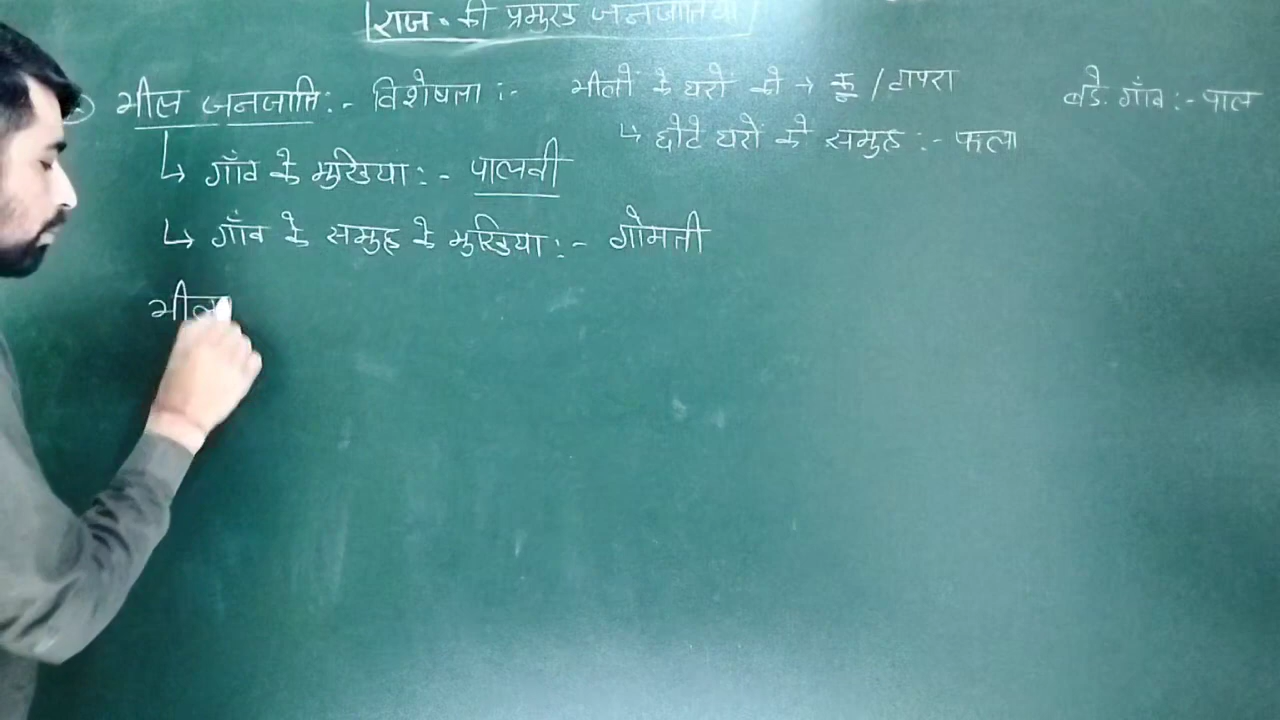 राज. की प्रमुख जनजातियां
भील जनजाति :- विशेषता :- भीलों के घरों को → कू / टापरा
↳ छोटे घरों के समुह :- फला
बडे. गाँव :- पाल
↳ गाँव के मुखिया :- पालवी
↳ गाँव के समुह के मुखिया :- गोमती
भील